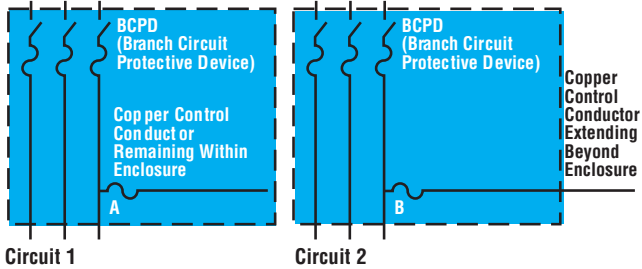 BCPD
(Branch Circuit
Protective Device)
Copper Control
Conductor
Remaining Within
Enclosure
A
Circuit 1
BCPD
(Branch Circuit
Protective Device)
Copper
Control
Conductor
Extending
Beyond
Enclosure
B
Circuit 2